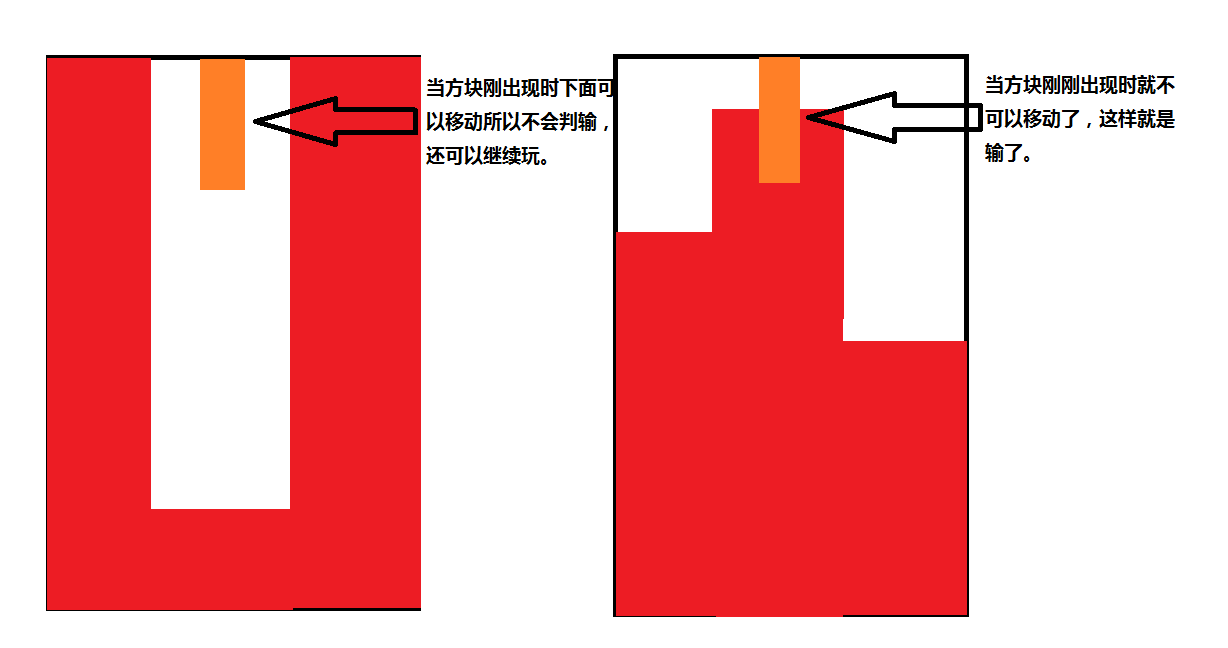 当方块刚出现时下面可
以移动所以不会判输，
还可以继续玩。
当方块刚刚出现时就不
可以移动了，这样就是
输了。